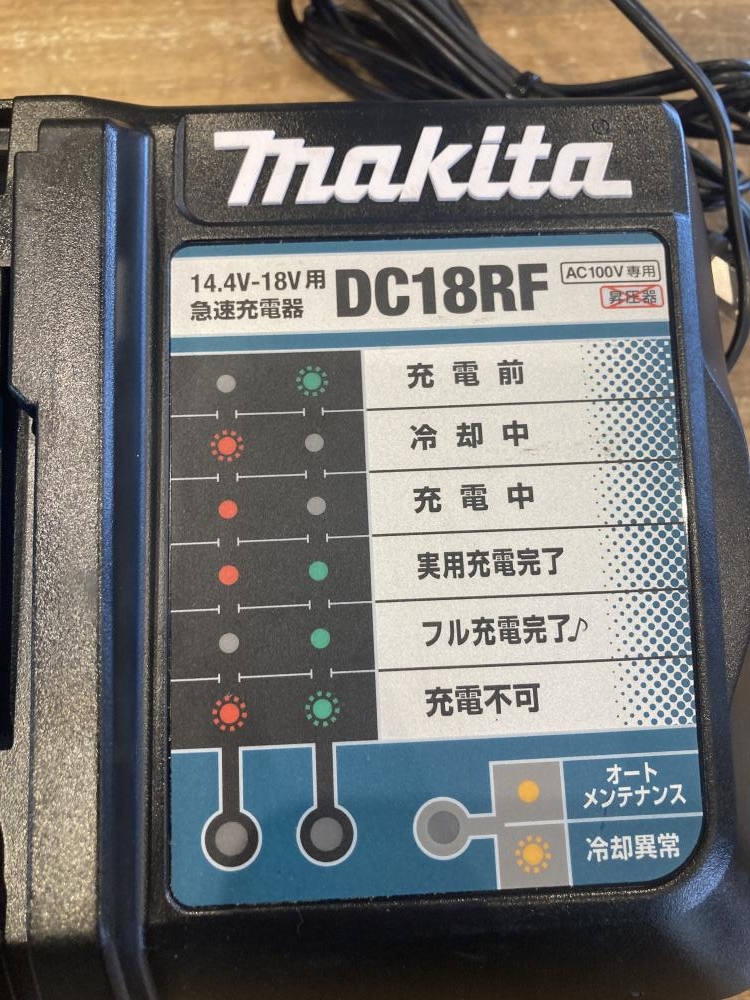 makita
14.4V-18V用
急速充電器
DC18RF
AC100V専用
昇圧器
充電前
冷却中
充電中
実用充電完了
フル充電完了♪
充電不可
オート
メンテナンス
冷却異常